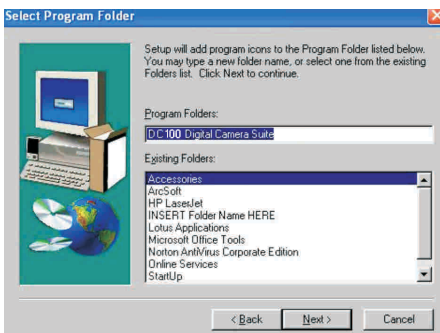 Select Program Folder
Setup will add program icons to the Program Folder listed below.
You may type a new folder name, or select one from the existing
Folders list. Click Next to continue.
Program Folders:
DC100 Digital Camera Suite
Existing Folders:
Accessories
ArcSoft
HP LaserJet
INSERT Folder Name HERE
Lotus Applications
Microsoft Office Tools
Norton AntiVirus Corporate Edition
Online Services
StartUp
< Back Next > Cancel